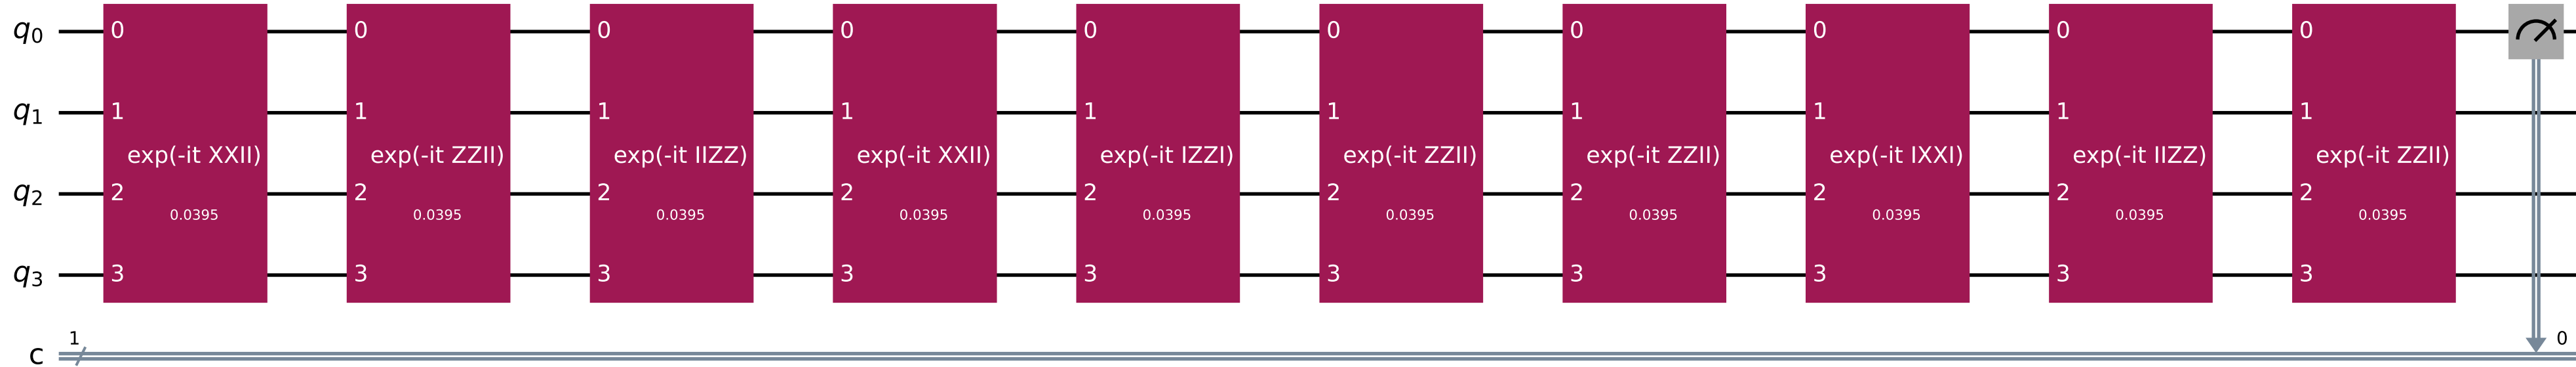 q0 0 0 0 0 0 0 0 0 0 0
q1 1 1 1 1 1 1 1 1 1 1
exp(-it XXII) exp(-it ZZII) exp(-it IIZZ) exp(-it XXII) exp(-it IZZI) exp(-it ZZII) exp(-it ZZII) exp(-it IXXI) exp(-it IIZZ) exp(-it ZZII)
q2 2 2 2 2 2 2 2 2 2 2
0.0395 0.0395 0.0395 0.0395 0.0395 0.0395 0.0395 0.0395 0.0395 0.0395
q3 3 3 3 3 3 3 3 3 3 3
1 0
c